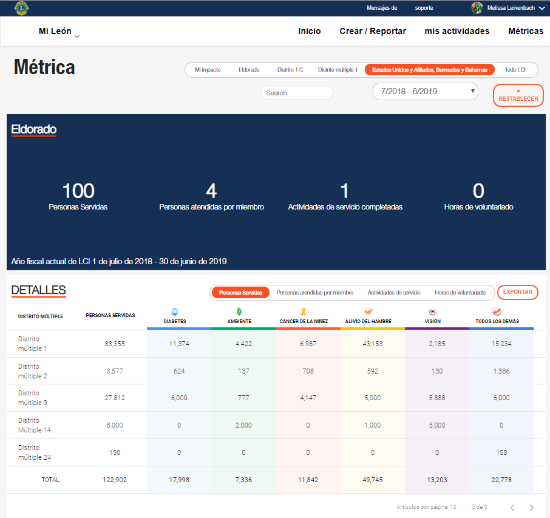 Mensajes de soporte Melissa Leinenbach
Mi León Inicio Crear / Reportar mis actividades Métricas
Métrica
Mi impacto Eldorado Distrito 1 C Distrito múltiple 1 Estados Unidos y Afiliados, Bermudas y Bahamas Todo LCI
Search 7/2018 - 6/2019 RESTABLECER
Eldorado
100 4 1 0
Personas Servidas Personas atendidas por miembro Actividades de servicio completadas Horas de voluntariado
Año fiscal actual de LCI 1 de julio de 2018 - 30 de junio de 2019
DETALLES Personas Servidas Personas atendidas por miembro Actividades de servicio Horas de voluntariado EXPORTAR
DISTRITO MÚLTIPLE PERSONAS SERVIDAS DIABETES AMBIENTE CÁNCER DE LA NIÑEZ ALIVIO DEL HAMBRE VISIÓN TODOS LOS DEMÁS
Distrito
múltiple 1 83,355 11,374 4,422 6,987 43,153 2,185 15,234
Distrito
múltiple 2 3,577 624 137 708 592 130 1,386
Distrito
múltiple 9 27,812 6,000 777 4,147 5,000 5,888 6,000
Distrito
Múltiple 14 8,000 0 2,000 0 1,000 5,000 0
Distrito
múltiple 24 158 0 0 0 0 0 158
TOTAL 122,902 17,998 7,336 11,842 49,745 13,203 22,778
Artículos por página 10 0 de 0